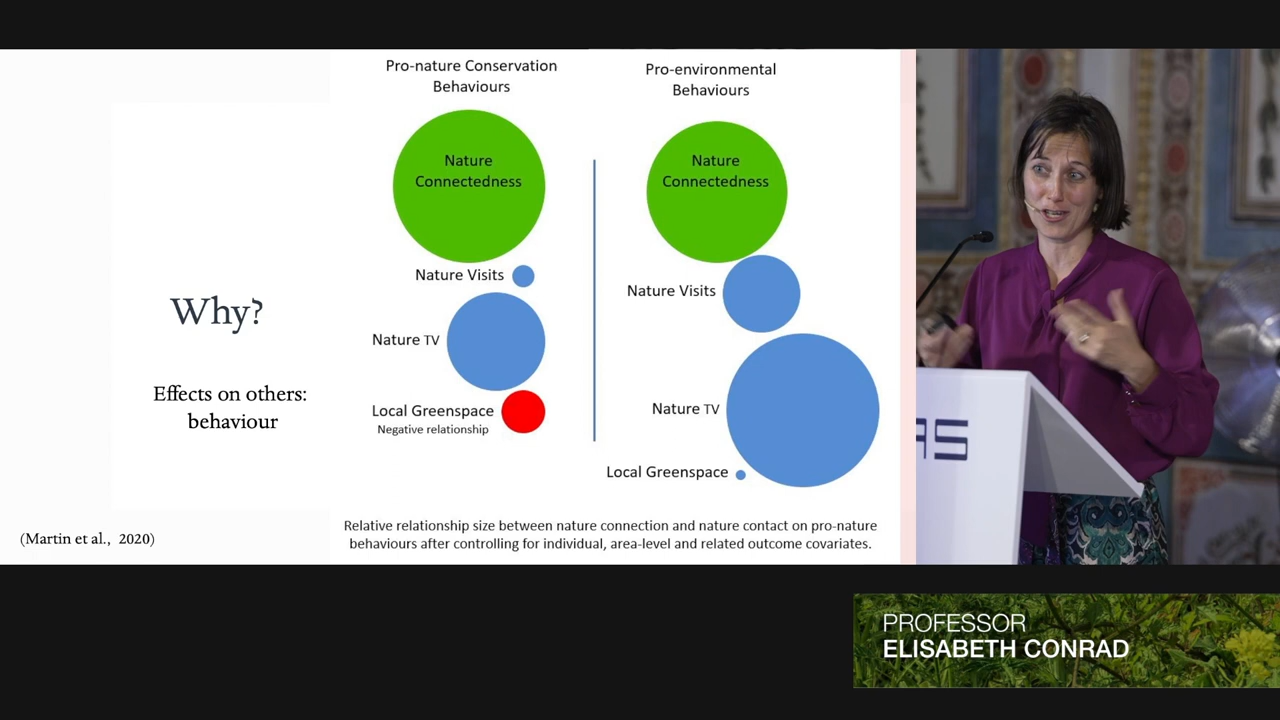 Why?
Effects on others:
behaviour
(Martin et al., 2020)
Pro-nature Conservation
Behaviours
Nature
Connectedness
Nature Visits
Nature TV
Local Greenspace
Negative relationship
Pro-environmental
Behaviours
Nature
Connectedness
Nature Visits
Nature TV
Local Greenspace
Relative relationship size between nature connection and nature contact on pro-nature
behaviours after controlling for individual, area-level and related outcome covariates.
PROFESSOR
ELISABETH CONRAD